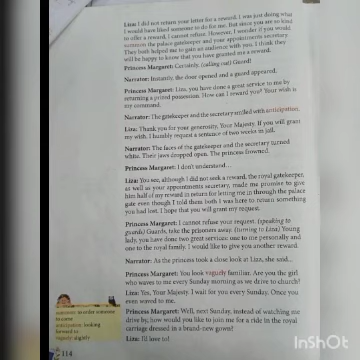 Liza: I did not return your letter for a reward. I was just doing what
I would have liked someone to do for me. But since you are so kind
to offer a reward, I cannot refuse. However, I wonder if you would
summon the palace gatekeeper and your appointments secretary.
They both helped me to gain an audience with you. I think they
will be happy to know that you have granted me a reward.
Princess Margaret: Certainly. (calling out) Guard!
Narrator: Instantly, the door opened and a guard appeared.
Princess Margaret: Liza, you have done a great service to me by
returning a prized possession. How can I reward you? Your wish is
my command.
Narrator: The gatekeeper and the secretary smiled with anticipation.
Liza: Thank you for your generosity, Your Majesty. If you will grant
my wish, I humbly request a sentence of two weeks in jail.
Narrator: The faces of the gatekeeper and the secretary turned
white. Their jaws dropped open. The princess frowned.
Princess Margaret: I don't understand...
Liza: You see, although I did not seek a reward, the royal gatekeeper,
as well as your appointments secretary, made me promise to give
him half of my reward in return for letting me in through the palace
gate even though I told them both I was here to return something
you had lost. I hope that you will grant my request.
Princess Margaret: I cannot refuse your request. (speaking to
guards) Guards, take the prisoners away. (turning to Liza) Young
lady, you have done two great services: one to me personally and
one to the royal family. I would like to give you another reward.
Narrator: As the princess took a close look at Liza, she said...
Princess Margaret: You look vaguely familiar. Are you the girl
who waves to me every Sunday morning as we drive to church?
Liza: Yes, Your Majesty. I wait for you every Sunday. Once you
even waved to me.
Princess Margaret: Well, next Sunday, instead of watching me
drive by, how would you like to join me for a ride in the royal
carriage dressed in a brand-new gown?
Liza: I'd love to!
summon: to order someone
to come
anticipation: looking
forward to
vaguely: slightly
114
InShOt